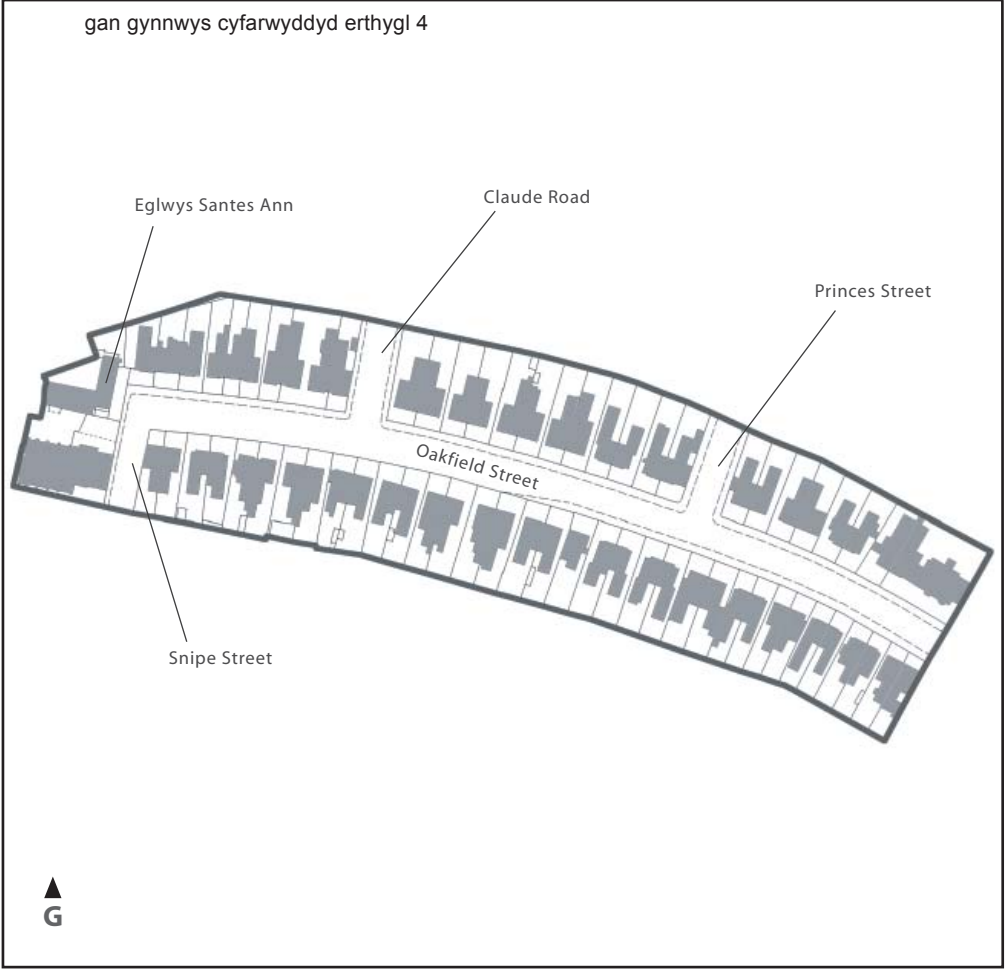 gan gynnwys cyfarwyddyd erthygl 4
Eglwys Santes Ann
Claude Road
Princes Street
Oakfield Street
Snipe Street
G